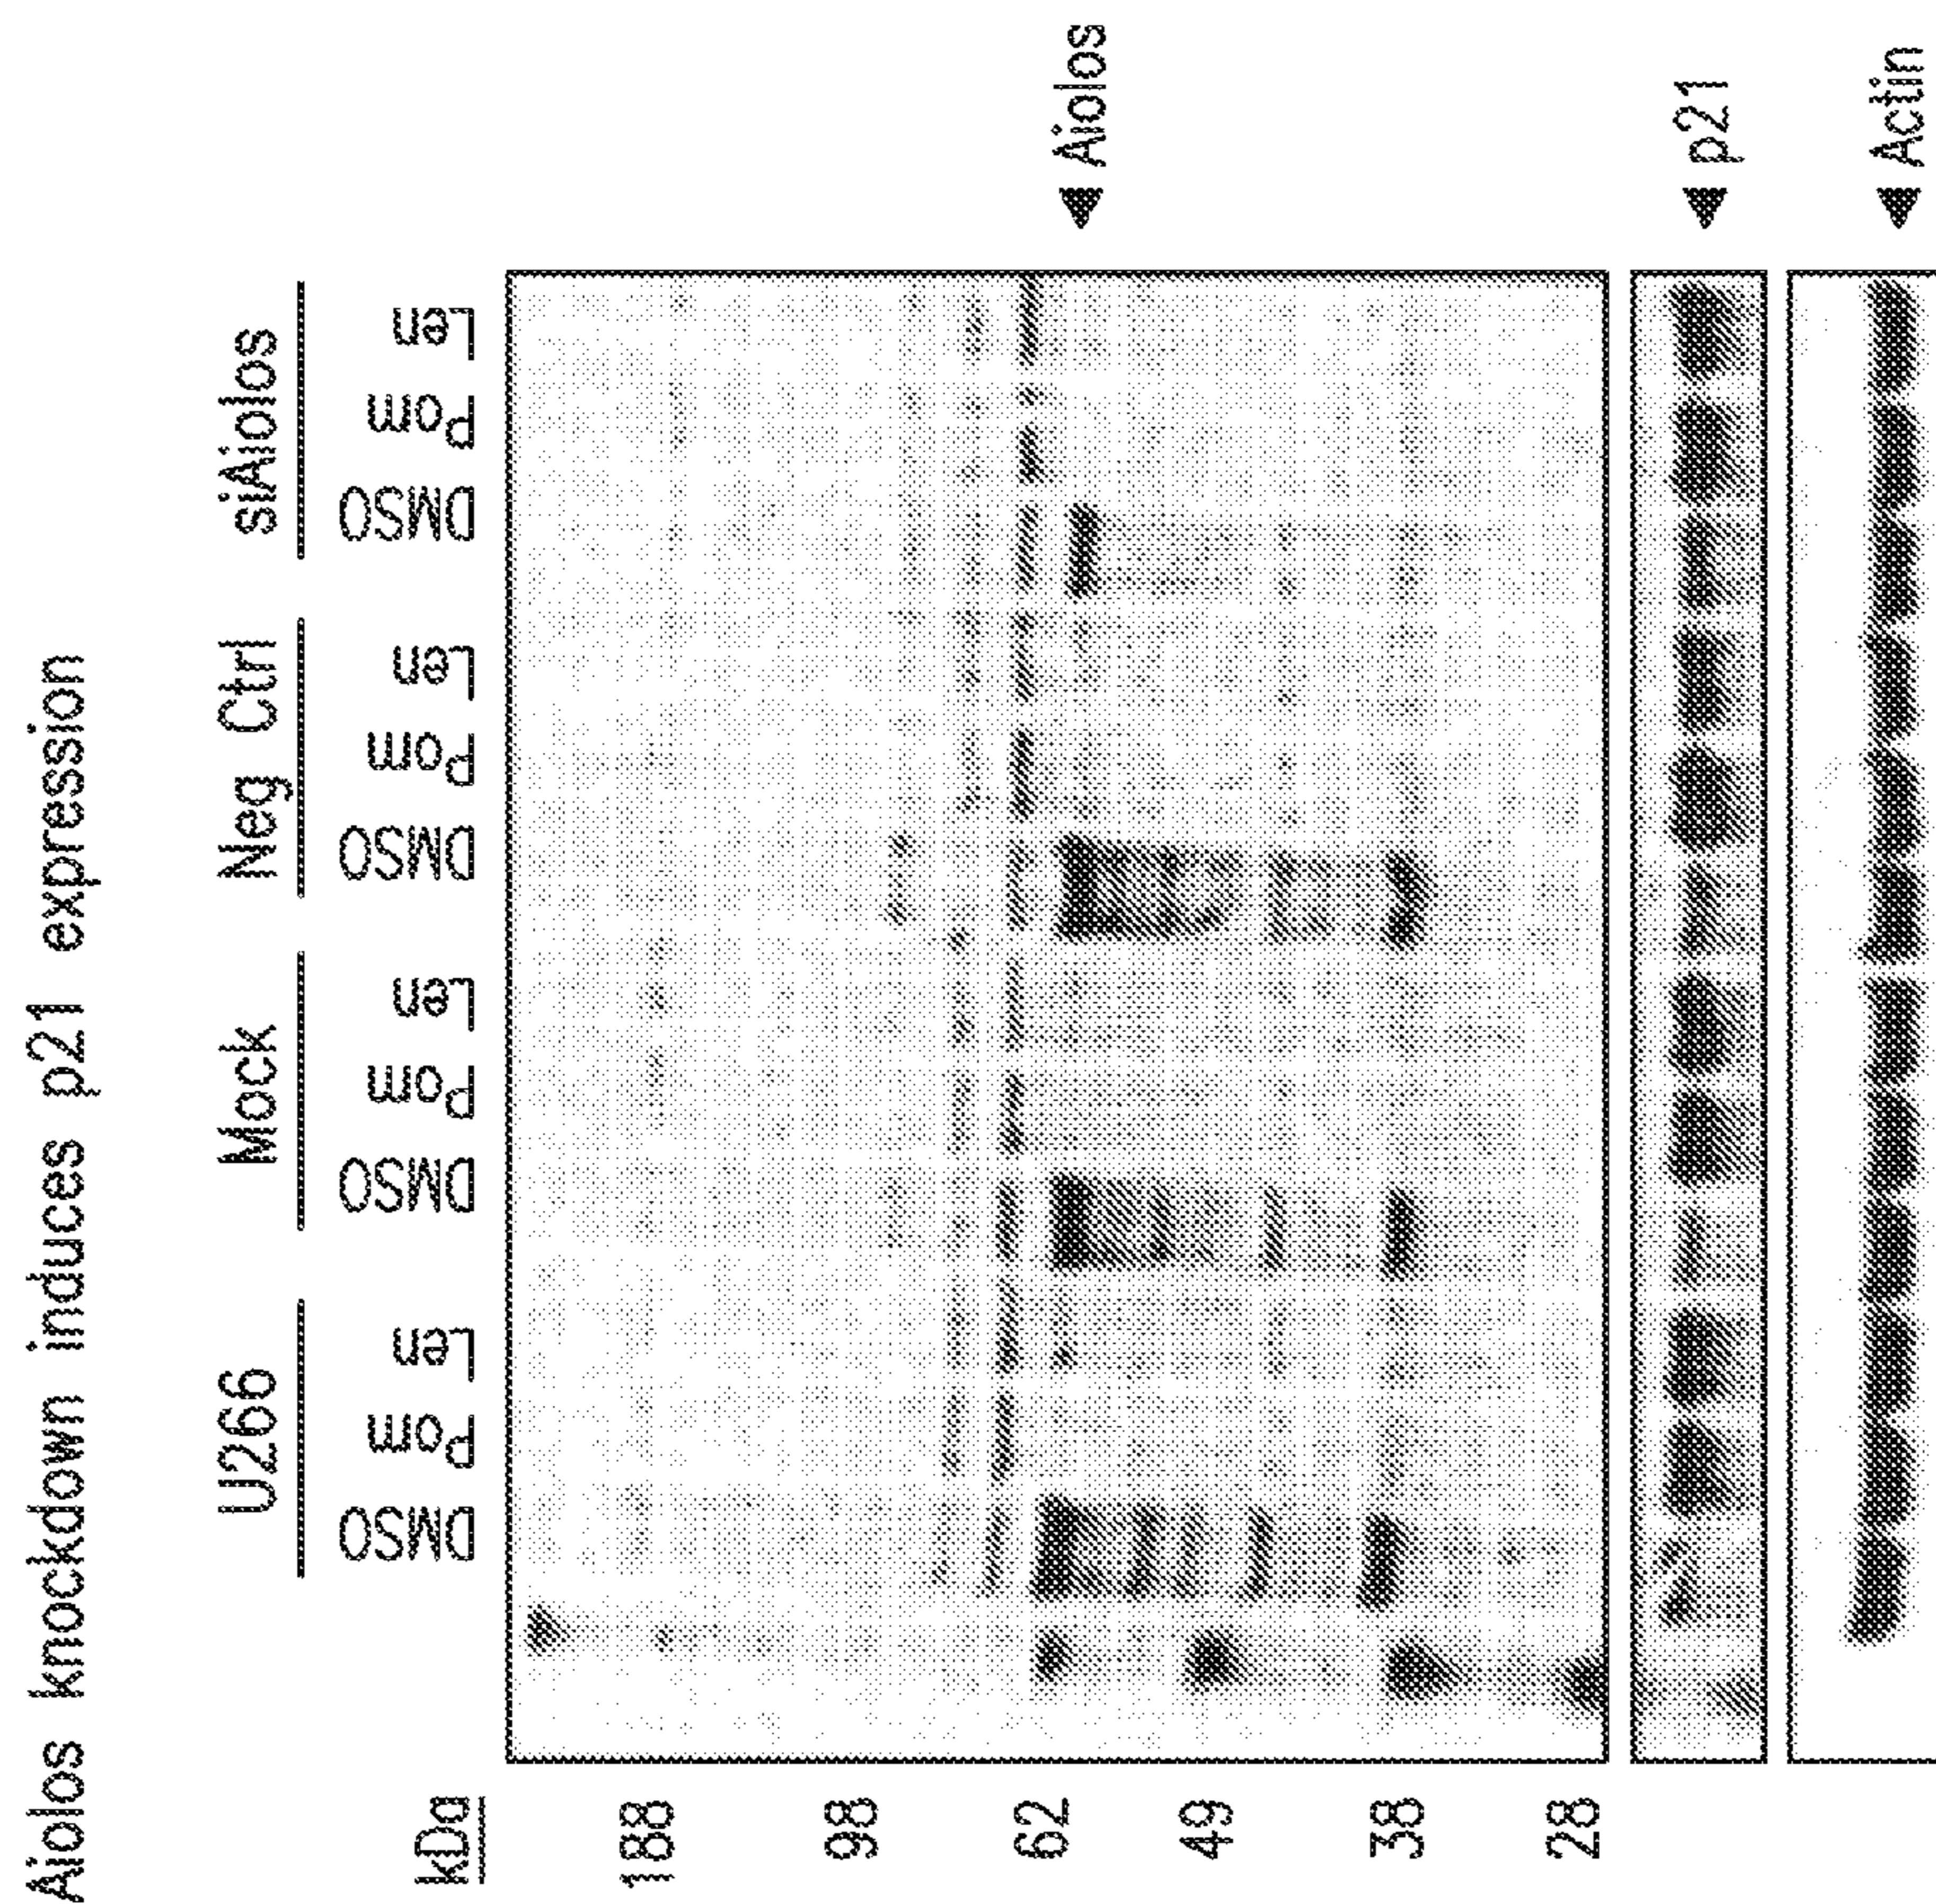 Aiolos knockdown induces p21 expression
U266 Mock Neg Ctrl siAiolos
kDa DMSO Pom Len DMSO Pom Len DMSO Pom Len DMSO Pom Len
188
98
62
◄ Aiolos
49
38
28
◄ p21
◄ Actin